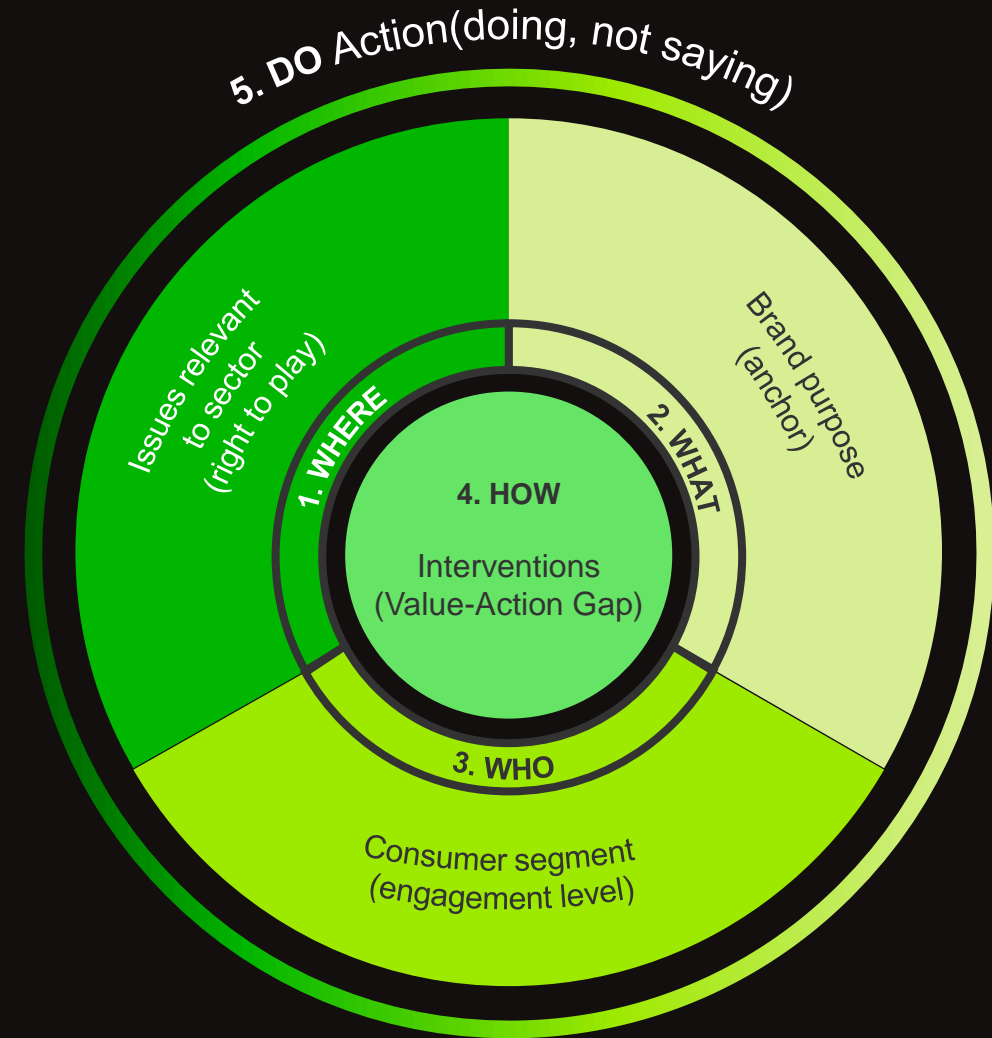 5. DO Action(doing, not saying)
Issues relevant
to sector
(right to play)
1. WHERE
Brand purpose
(anchor)
2. WHAT
4. HOW
Interventions
(Value-Action Gap)
3. WHO
Consumer segment
(engagement level)